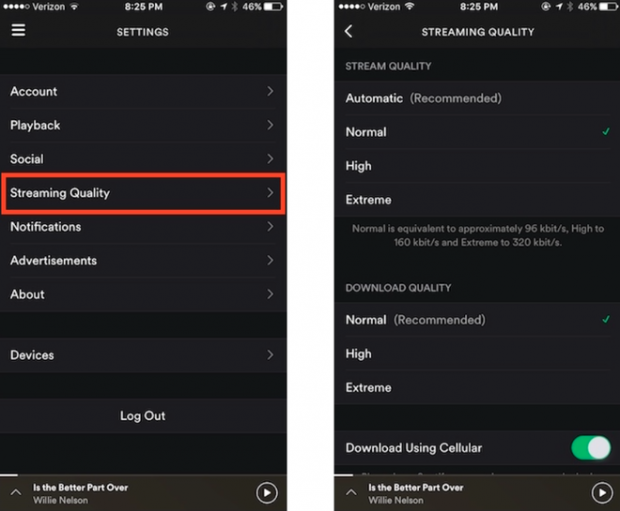 Verizon 8:25 PM 46%
SETTINGS
Account
Playback
Social
Streaming Quality
Notifications
Advertisements
About
Devices
Log Out
Is the Better Part Over
Willie Nelson
Verizon 8:25 PM 46%
STREAMING QUALITY
STREAM QUALITY
Automatic (Recommended)
Normal
High
Extreme
Normal is equivalent to approximately 96 kbit/s, High to
160 kbit/s and Extreme to 320 kbit/s.
DOWNLOAD QUALITY
Normal (Recommended)
High
Extreme
Download Using Cellular
Is the Better Part Over
Willie Nelson